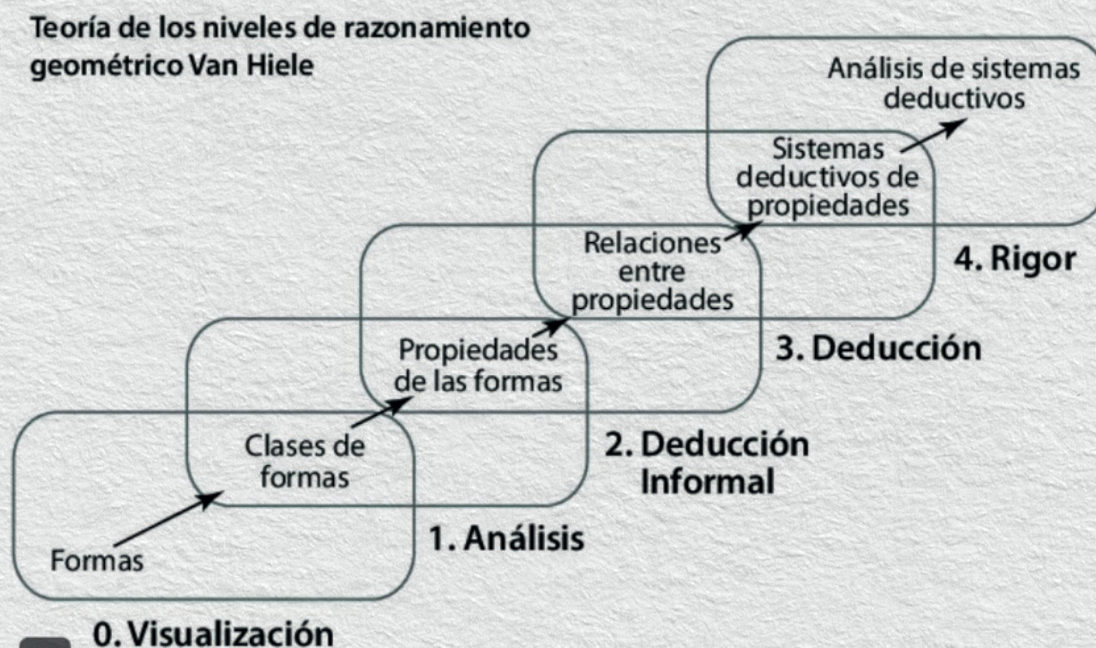 Teoría de los niveles de razonamiento
geométrico Van Hiele
Análisis de sistemas
deductivos
Sistemas
deductivos de
propiedades
4. Rigor
Relaciones
entre
propiedades
3. Deducción
Propiedades
de las formas
2. Deducción
Informal
Clases de
formas
1. Análisis
Formas
0. Visualización